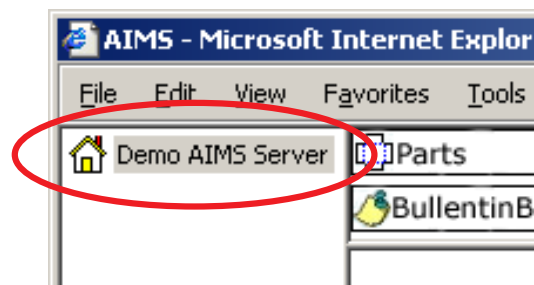 AIMS - Microsoft Internet Explor
File Edit View Favorites Tools
Demo AIMS Server Parts
BullentinB